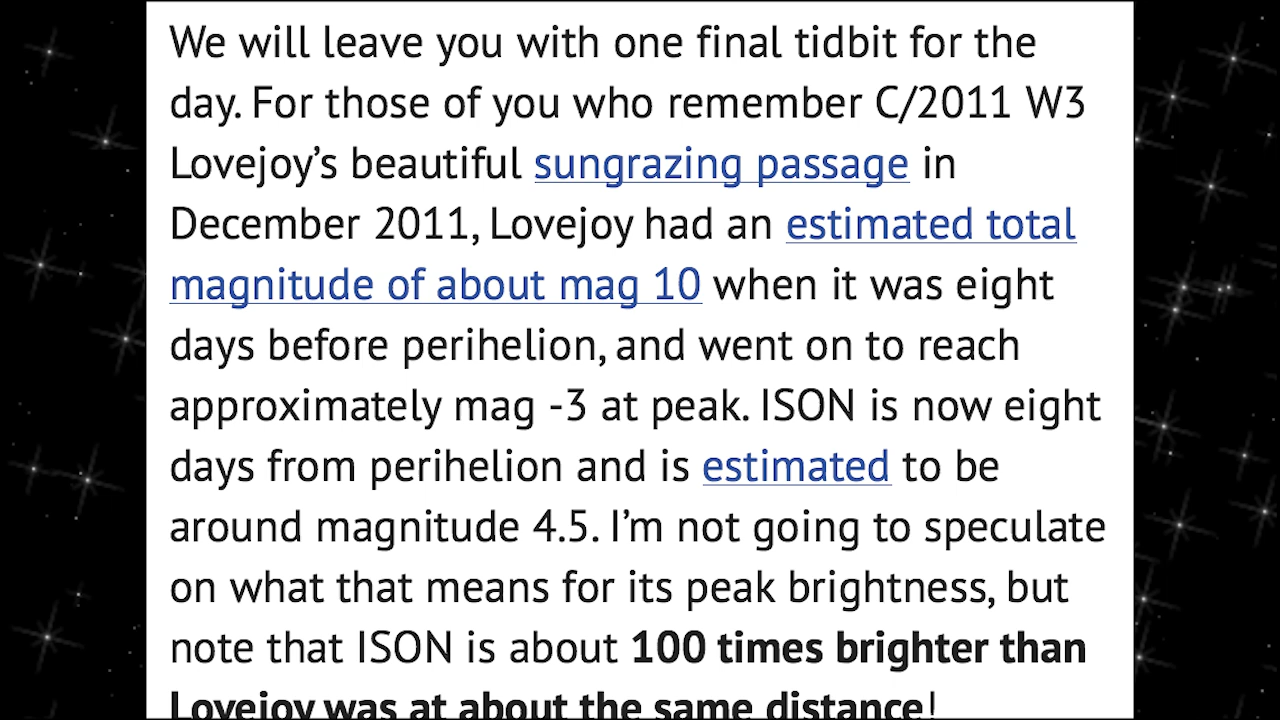 We will leave you with one final tidbit for the
day. For those of you who remember C/2011 W3
Lovejoy’s beautiful sungrazing passage in
December 2011, Lovejoy had an estimated total
magnitude of about mag 10 when it was eight
days before perihelion, and went on to reach
approximately mag -3 at peak. ISON is now eight
days from perihelion and is estimated to be
around magnitude 4.5. I’m not going to speculate
on what that means for its peak brightness, but
note that ISON is about 100 times brighter than
Lovejoy was at about the same distance!